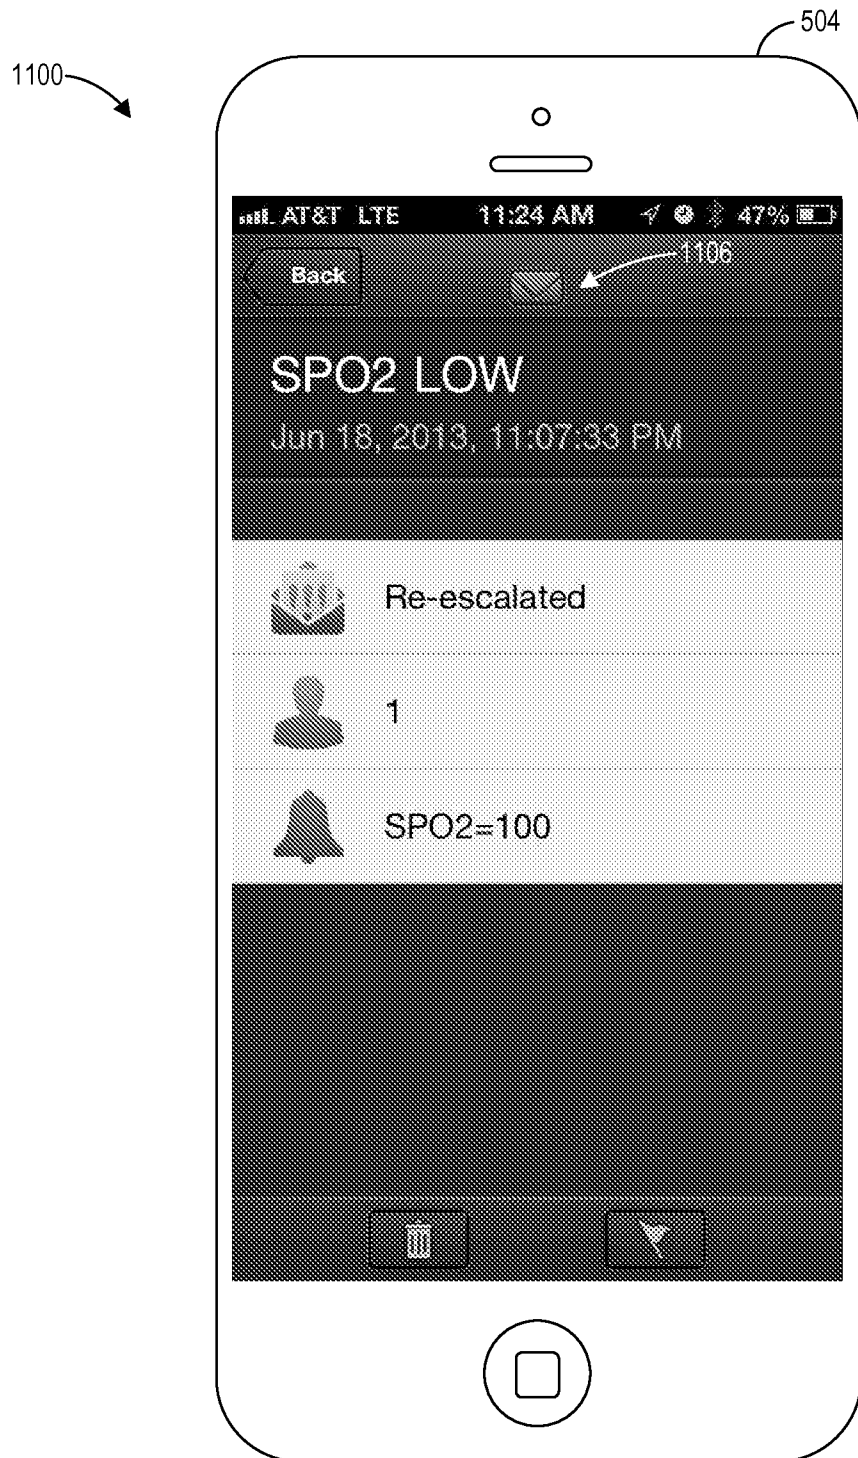 504
1100
AT&T LTE 11:24 AM 47%
Back
1106
SPO2 LOW
Jun 18, 2013, 11:07:33 PM
Re-escalated
1
SPO2=100